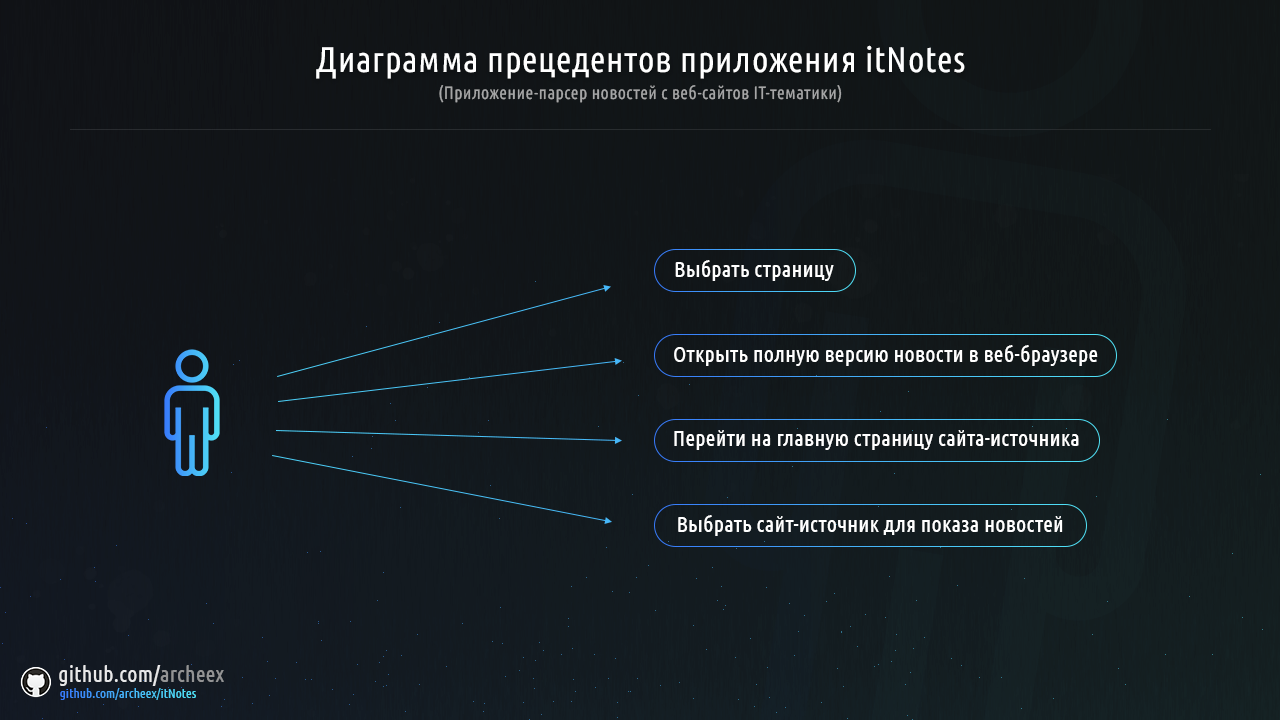 Диаграмма прецедентов приложения itNotes
(Приложение-парсер новостей с веб-сайтов IT-тематики)
Выбрать страницу
Открыть полную версию новости в веб-браузере
Перейти на главную страницу сайта-источника
Выбрать сайт-источник для показа новостей
github.com/archeex
github.com/archeex/itNotes